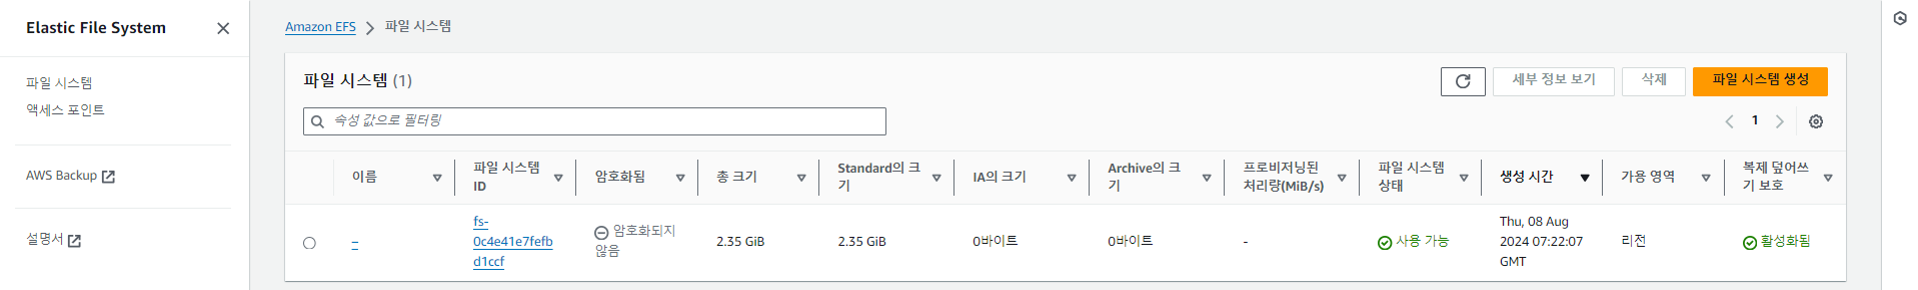 Elastic File System
파일 시스템
액세스 포인트
AWS Backup
설명서
Amazon EFS > 파일 시스템
파일 시스템 (1)
세부 정보 보기
삭제
파일 시스템 생성
속성 값으로 필터링
1
이름
파일 시스템
ID
암호화됨
총 크기
Standard의 크
기
IA의 크기
Archive의 크
기
프로비저닝된
처리량(MiB/s)
파일 시스템
상태
생성 시간
가용 영역
복제 덮어쓰
기 보호
–
fs-
0c4e41e7fefb
d1ccf
암호화되지
않음
2.35 GiB
2.35 GiB
0바이트
0바이트
-
사용 가능
Thu, 08 Aug
2024 07:22:07
GMT
리전
활성화됨